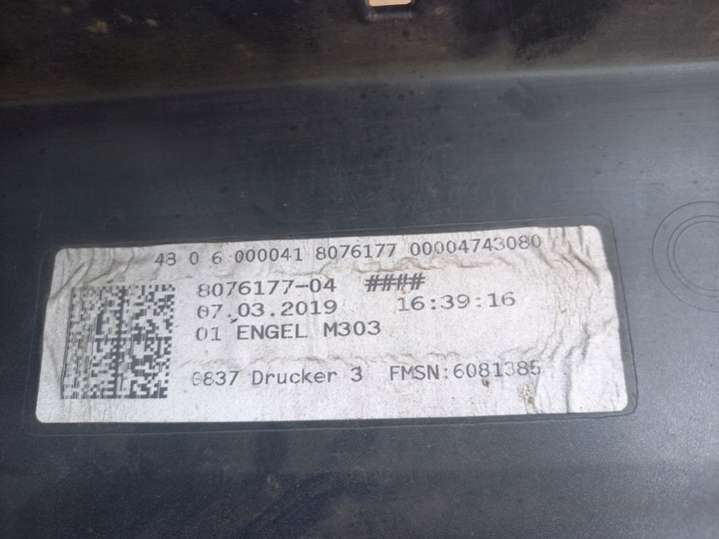 48 0 6 000041 8076177 00004743080
8076177-04 ####
07.03.2019 16:39:16
01 ENGEL M303
0837 Drucker 3 FMSN:6081385